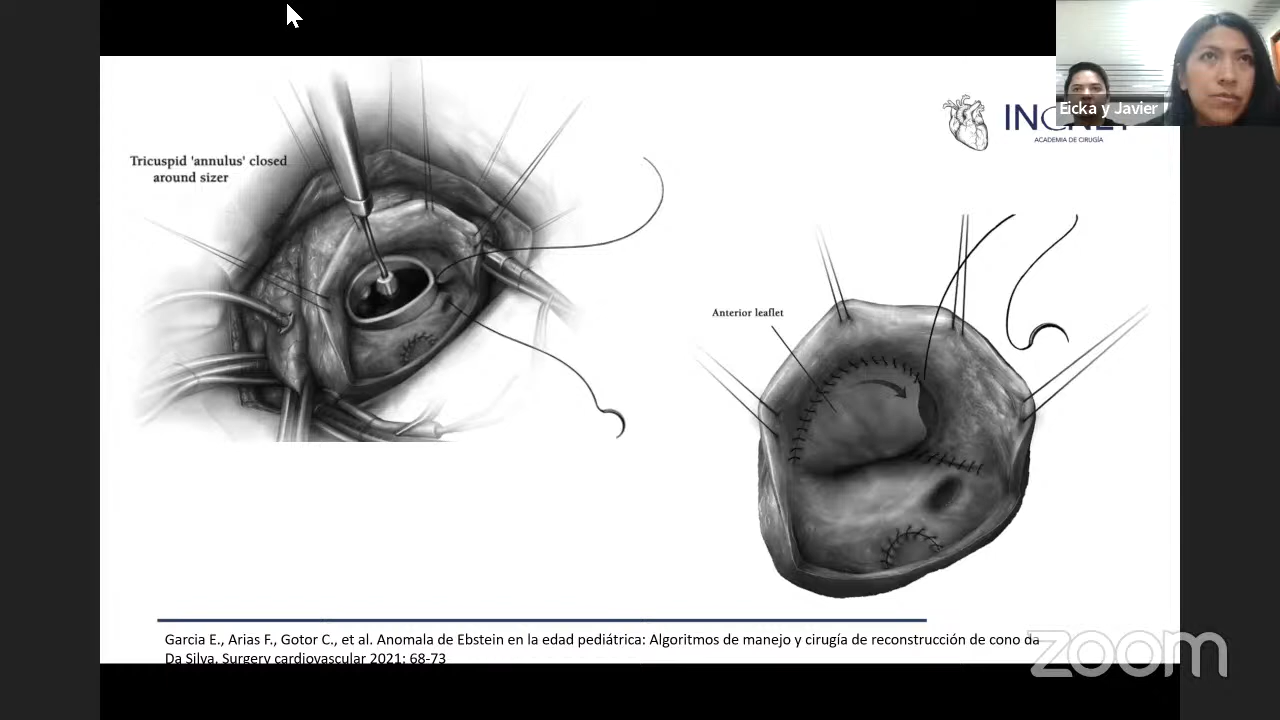 Tricuspid 'annulus' closed
around sizer
Eicka y Javier
ACADEMIA DE CIRUGÍA
Anterior leaflet
Garcia E., Arias F., Gotor C., et al. Anomala de Ebstein en la edad pediátrica: Algoritmos de manejo y cirugía de reconstrucción de cono da
Da Silva. Surgery cardiovascular 2021; 68-73
zoom